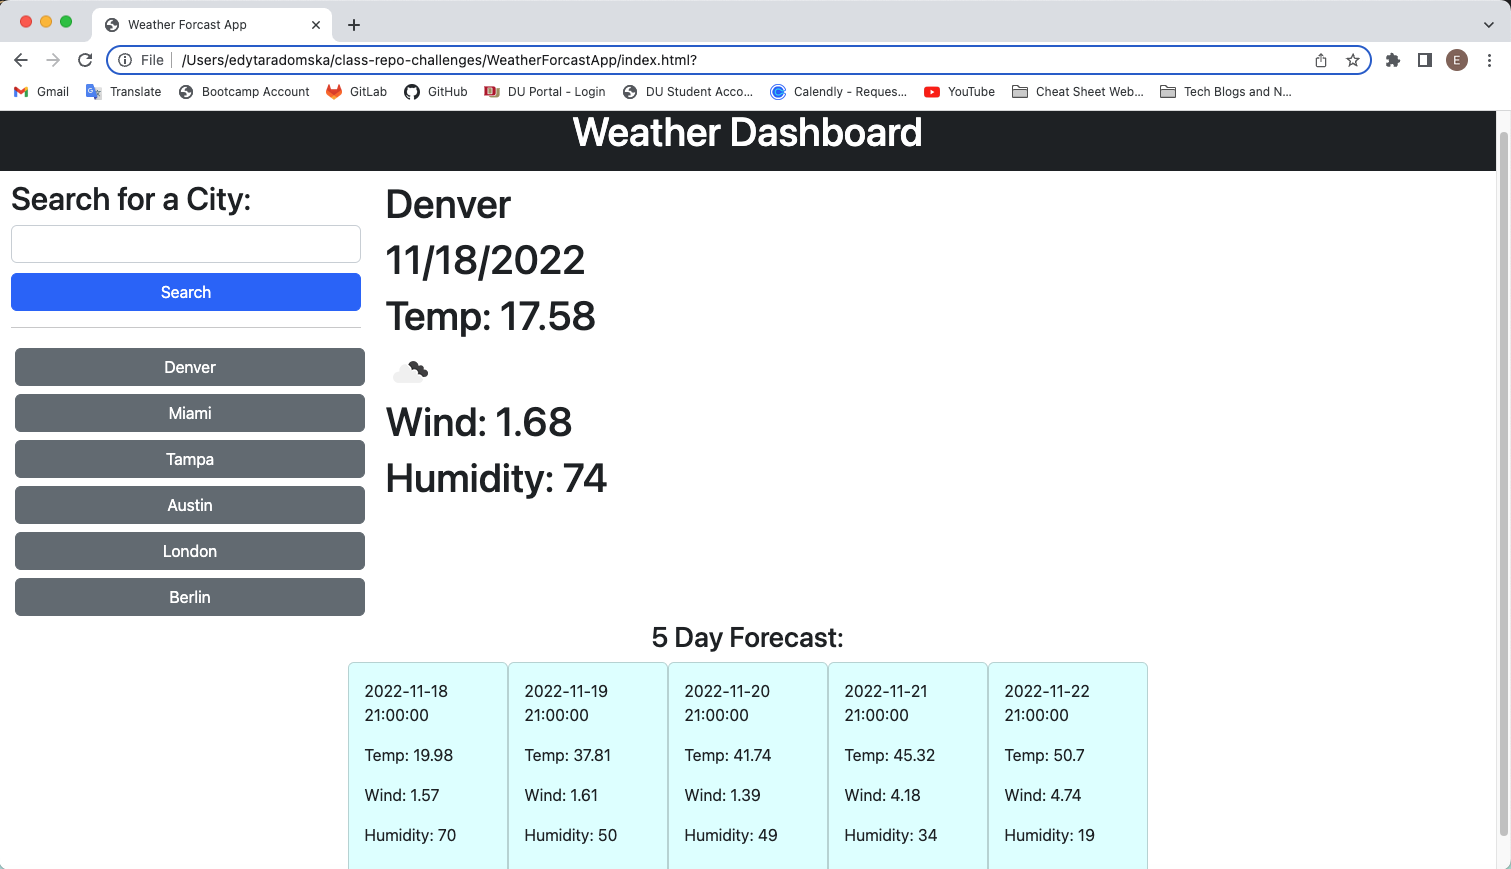 Weather Forcast App
File
/Users/edytaradomska/class-repo-challenges/WeatherForcastApp/index.html?
E
Gmail
Translate
Bootcamp Account
GitLab
GitHub
DU Portal - Login
DU Student Acco...
Calendly - Reques...
YouTube
Cheat Sheet Web...
Tech Blogs and N...
Weather Dashboard
Search for a City:
Search
Denver
Miami
Tampa
Austin
London
Berlin
Denver
11/18/2022
Temp: 17.58
Wind: 1.68
Humidity: 74
5 Day Forecast:
2022-11-18
21:00:00
Temp: 19.98
Wind: 1.57
Humidity: 70
2022-11-19
21:00:00
Temp: 37.81
Wind: 1.61
Humidity: 50
2022-11-20
21:00:00
Temp: 41.74
Wind: 1.39
Humidity: 49
2022-11-21
21:00:00
Temp: 45.32
Wind: 4.18
Humidity: 34
2022-11-22
21:00:00
Temp: 50.7
Wind: 4.74
Humidity: 19